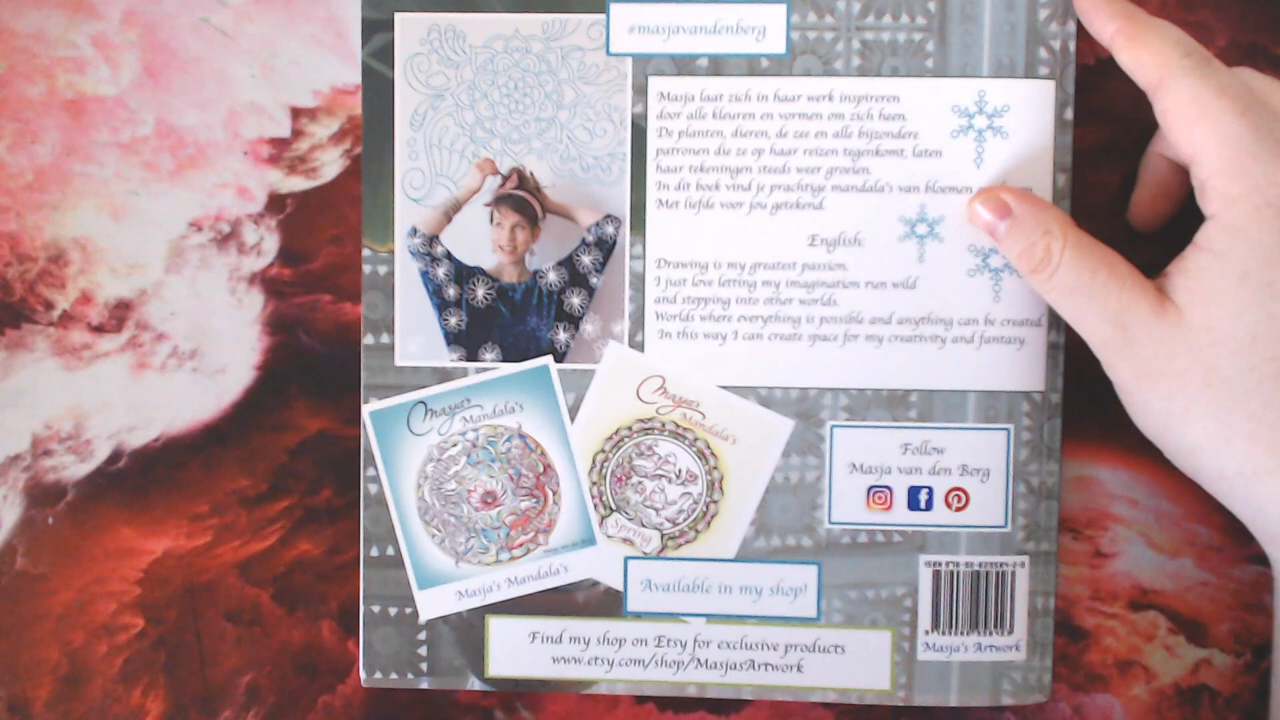 #masjavandenberg
Masja laat zich in haar werk inspireren
door alle kleuren en vormen om zich heen.
De planten, dieren, de zee en alle bijzondere
patronen die ze op haar reizen tegenkomt, laten
haar tekeningen steeds weer groeien.
In dit boek vind je prachtige mandala's van bloemen
Met liefde voor jou getekend.
English:
Drawing is my greatest passion.
I just love letting my imagination run wild
and stepping into other worlds.
Worlds where everything is possible and anything can be created.
In this way I can create space for my creativity and fantasy.
Masja's
Mandala's
Masja's Mandala's
Masja's
Mandala's
Spring
Follow
Masja van den Berg
Available in my shop!
Find my shop on Etsy for exclusive products
www.etsy.com/shop/MasjasArtwork
Masja's Artwork